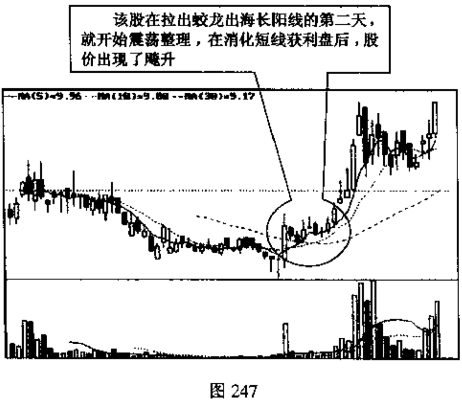 该股在拉出蛟龙出海长阳线的第二天，
就开始震荡整理，在消化短线获利盘后，股
价出现了飚升
MA(5)=9.96 MA(10)=9.80 MA(30)=9.17
图 247